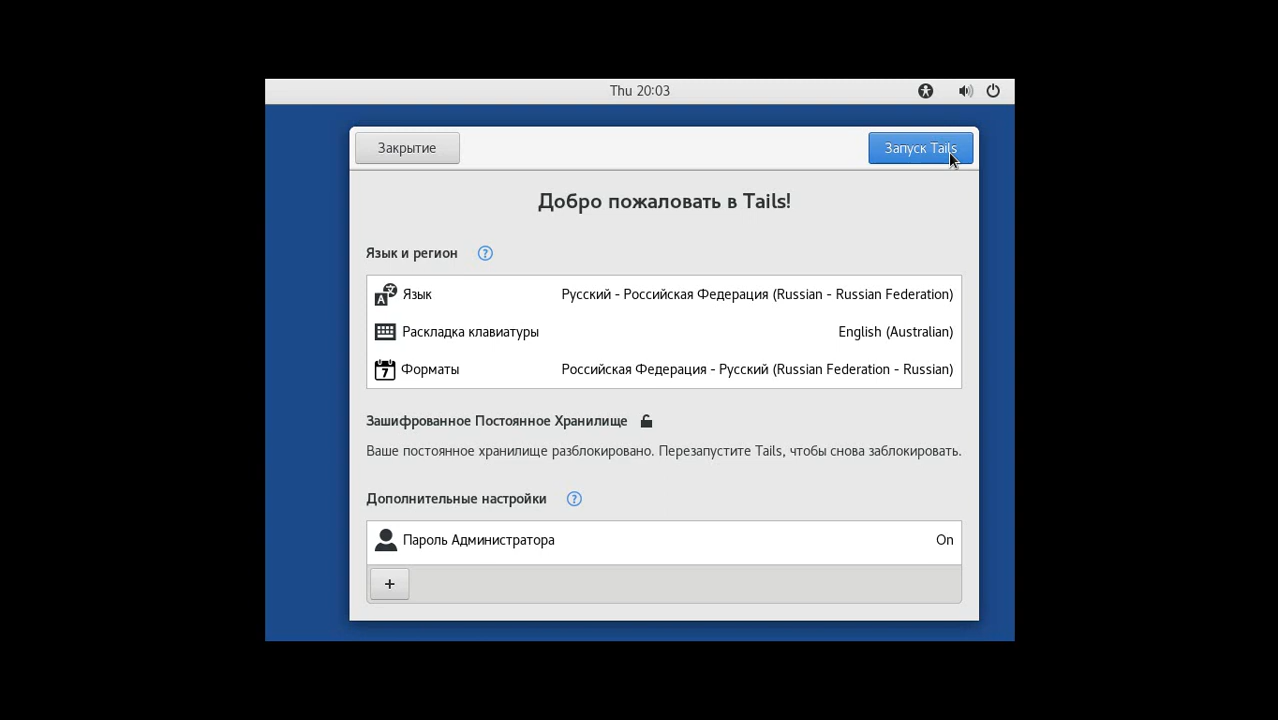 Thu 20:03
Закрытие
Запуск Tails
Добро пожаловать в Tails!
Язык и регион ?
Язык Русский - Российская Федерация (Russian - Russian Federation)
Раскладка клавиатуры English (Australian)
7 Форматы Российская Федерация - Русский (Russian Federation - Russian)
Зашифрованное Постоянное Хранилище
Ваше постоянное хранилище разблокировано. Перезапустите Tails, чтобы снова заблокировать.
Дополнительные настройки ?
Пароль Администратора On
+